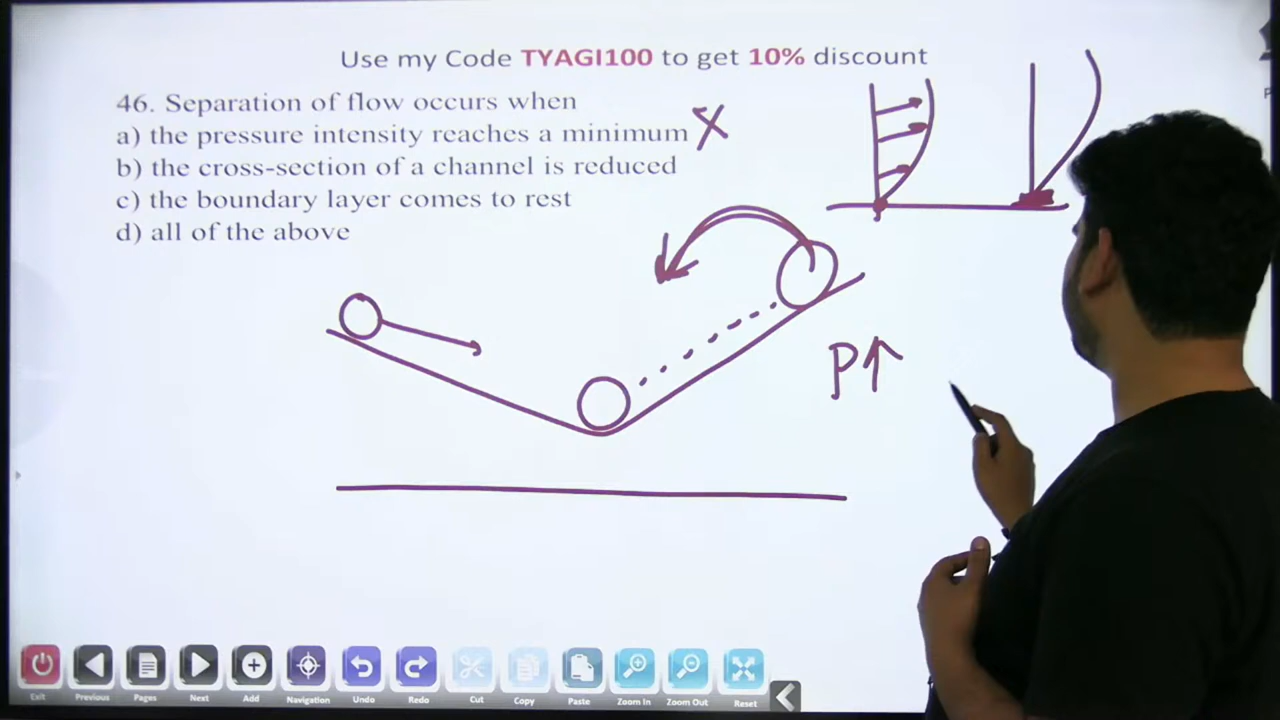 Use my Code TYAGI100 to get 10% discount
46. Separation of flow occurs when
a) the pressure intensity reaches a minimum X
b) the cross-section of a channel is reduced
c) the boundary layer comes to rest
d) all of the above
P↑
Exit Previous Pages Next Add Navigation Undo Redo Cut Copy Paste Zoom In Zoom Out Reset